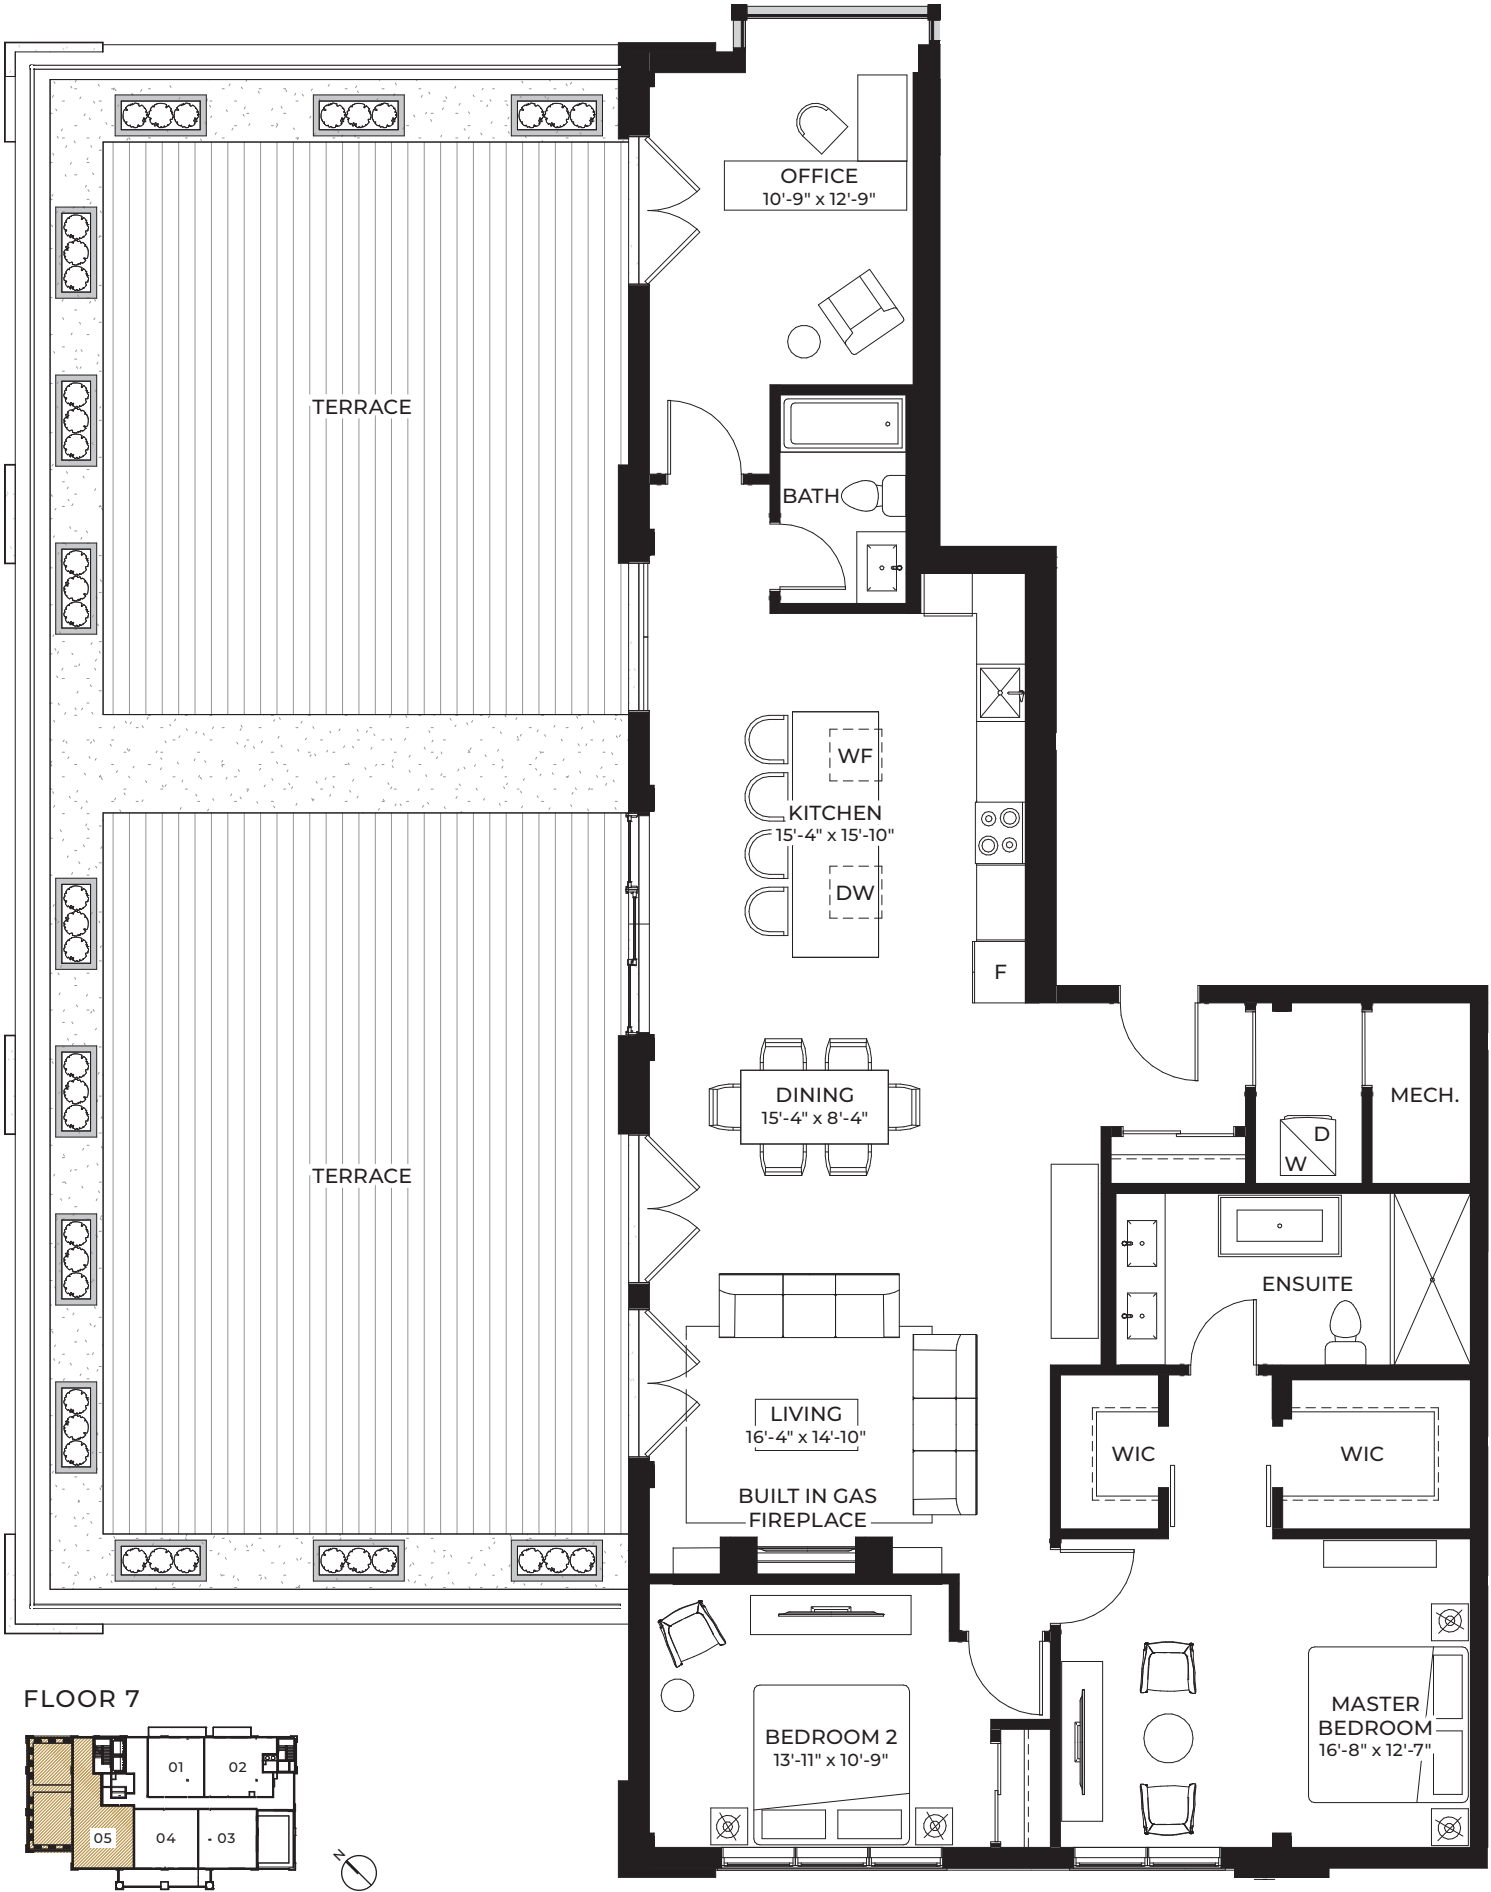 OFFICE
10'-9" x 12'-9"
TERRACE
BATH
WF
KITCHEN
15'-4" x 15'-10"
DW
F
DINING
15'-4" x 8'-4"
MECH.
D
W
TERRACE
ENSUITE
LIVING
16'-4" x 14'-10"
WIC
WIC
BUILT IN GAS
FIREPLACE
FLOOR 7
MASTER
BEDROOM
16'-8" x 12'-7"
BEDROOM 2
13'-11" x 10'-9"
01
02
05
04
03
N